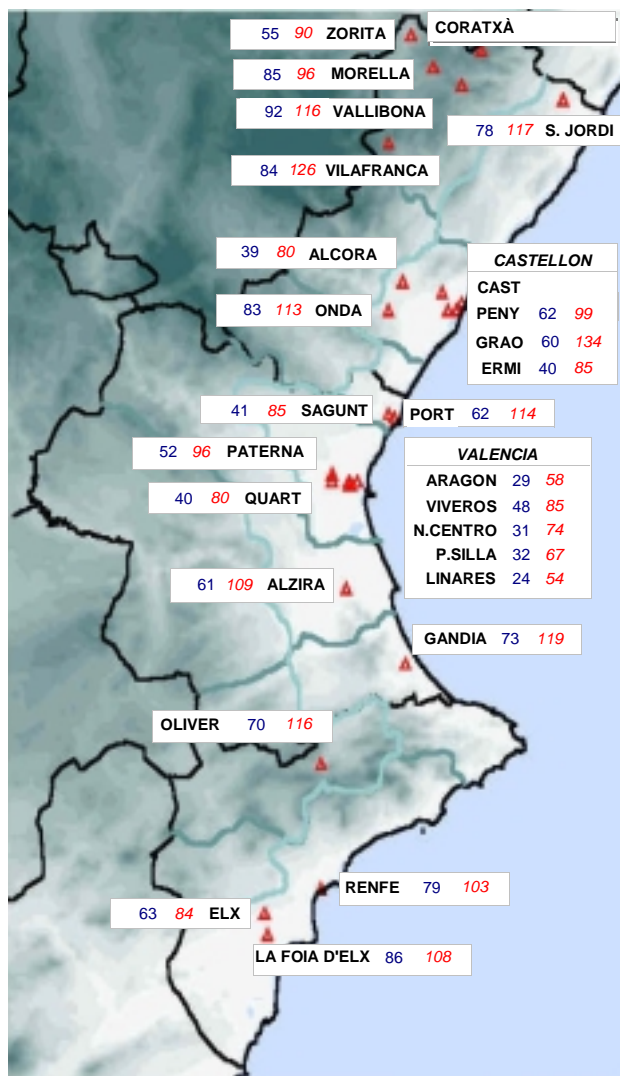 55 90 ZORITA
CORATXÀ
85 96 MORELLA
92 116 VALLIBONA
78 117 S. JORDI
84 126 VILAFRANCA
39 80 ALCORA
83 113 ONDA
CASTELLON
CAST
PENY 62 99
GRAO 60 134
ERMI 40 85
41 85 SAGUNT
PORT 62 114
52 96 PATERNA
40 80 QUART
VALENCIA
ARAGON 29 58
VIVEROS 48 85
N.CENTRO 31 74
P.SILLA 32 67
LINARES 24 54
61 109 ALZIRA
GANDIA 73 119
OLIVER 70 116
RENFE 79 103
63 84 ELX
LA FOIA D'ELX 86 108